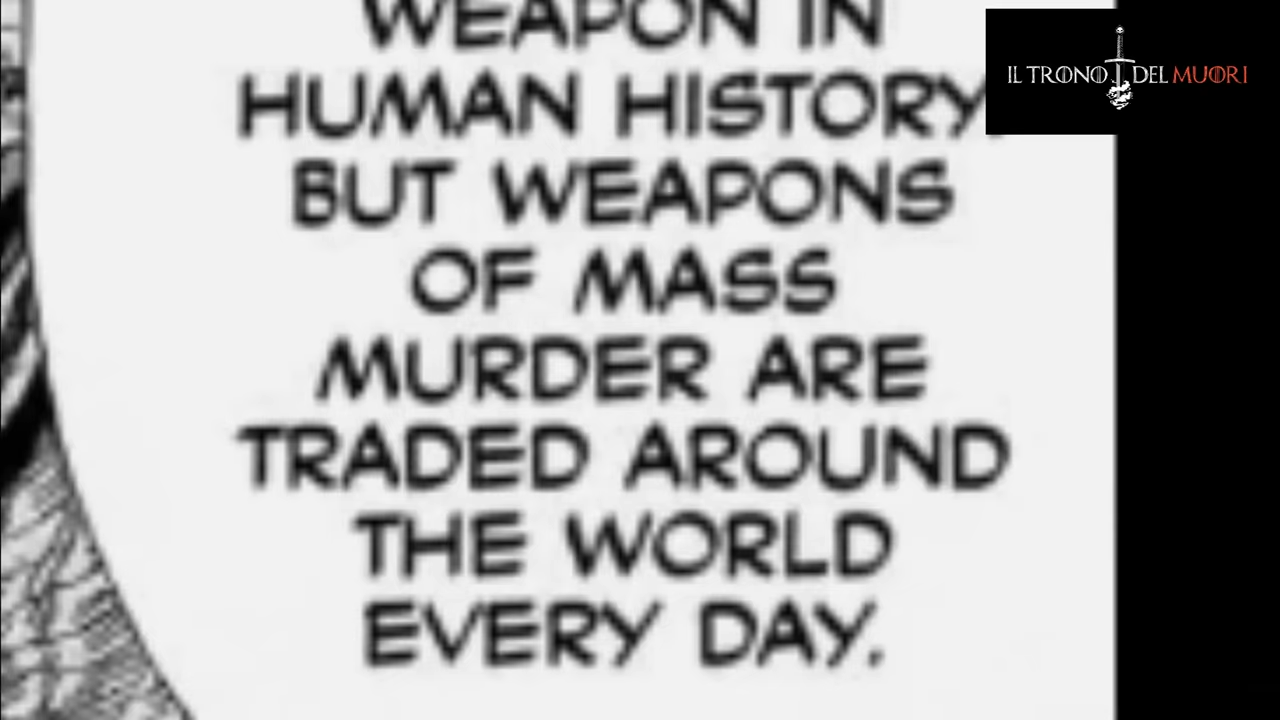 WEAPON IN
HUMAN HISTORY,
BUT WEAPONS
OF MASS
MURDER ARE
TRADED AROUND
THE WORLD
EVERY DAY.
IL TRONO DEL MUORI